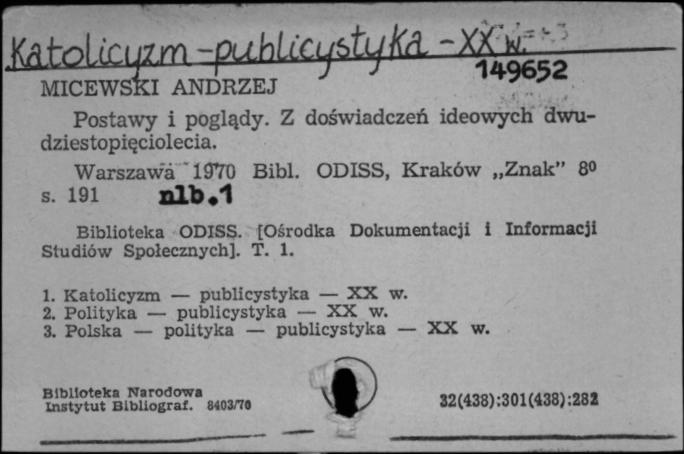 Katolicyzm – publicystyka – XX w.
149652
MICEWSKI ANDRZEJ
Postawy i poglądy. Z doświadczeń ideowych dwu-
dziestopięciolecia.
Warszawa 1970 Bibl. ODISS, Kraków „Znak” 8⁰
s. 191 nlb.1
Biblioteka ODISS. [Ośrodka Dokumentacji i Informacji
Studiów Społecznych]. T. 1.
1. Katolicyzm — publicystyka — XX w.
2. Polityka — publicystyka — XX w.
3. Polska — polityka — publicystyka — XX w.
Biblioteka Narodowa
Instytut Bibliograf. 8403/70
32(438):301(438):282